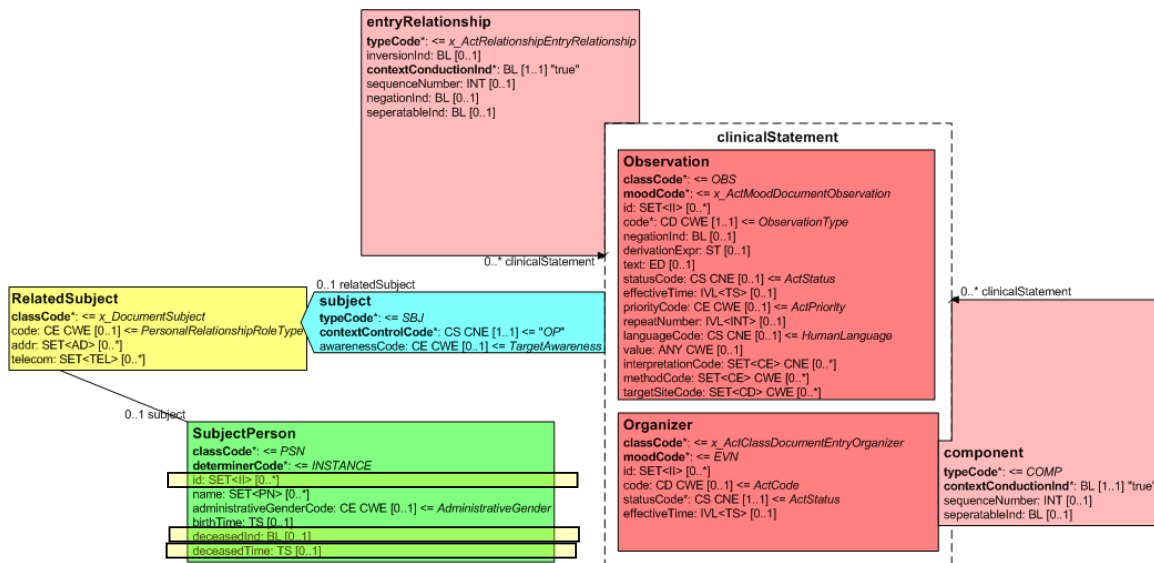 entryRelationship
typeCode*: <= x_ActRelationshipEntryRelationship
inversionInd: BL [0..1]
contextConductionInd*: BL [1..1] "true"
sequenceNumber: INT [0..1]
negationInd: BL [0..1]
seperatableInd: BL [0..1]
0..* clinicalStatement
clinicalStatement
Observation
classCode*: <= OBS
moodCode*: <= x_ActMoodDocumentObservation
id: SET<II> [0..*]
code*: CD CWE [1..1] <= ObservationType
negationInd: BL [0..1]
derivationExpr: ST [0..1]
text: ED [0..1]
statusCode: CS CNE [0..1] <= ActStatus
effectiveTime: IVL<TS> [0..1]
priorityCode: CE CWE [0..1] <= ActPriority
repeatNumber: IVL<INT> [0..1]
languageCode: CS CNE [0..1] <= HumanLanguage
value: ANY CWE [0..1]
interpretationCode: SET<CE> CNE [0..*]
methodCode: SET<CE> CWE [0..*]
targetSiteCode: SET<CD> CWE [0..*]
0..1 relatedSubject
RelatedSubject
classCode*: <= x_DocumentSubject
code: CE CWE [0..1] <= PersonalRelationshipRoleType
addr: SET<AD> [0..*]
telecom: SET<TEL> [0..*]
subject
typeCode*: <= SBJ
contextControlCode*: CS CNE [1..1] <= "OP"
awarenessCode: CE CWE [0..1] <= TargetAwareness
0..* clinicalStatement
0..1 subject
SubjectPerson
classCode*: <= PSN
determinerCode*: <= INSTANCE
id: SET<II> [0..*]
name: SET<PN> [0..*]
administrativeGenderCode: CE CWE [0..1] <= AdministrativeGender
birthTime: TS [0..1]
deceasedInd: BL [0..1]
deceasedTime: TS [0..1]
Organizer
classCode*: <= x_ActClassDocumentEntryOrganizer
moodCode*: <= EVN
id: SET<II> [0..*]
code: CD CWE [0..1] <= ActCode
statusCode*: CS CNE [1..1] <= ActStatus
effectiveTime: IVL<TS> [0..1]
component
typeCode*: <= COMP
contextConductionInd*: BL [1..1] "true"
sequenceNumber: INT [0..1]
seperatableInd: BL [0..1]